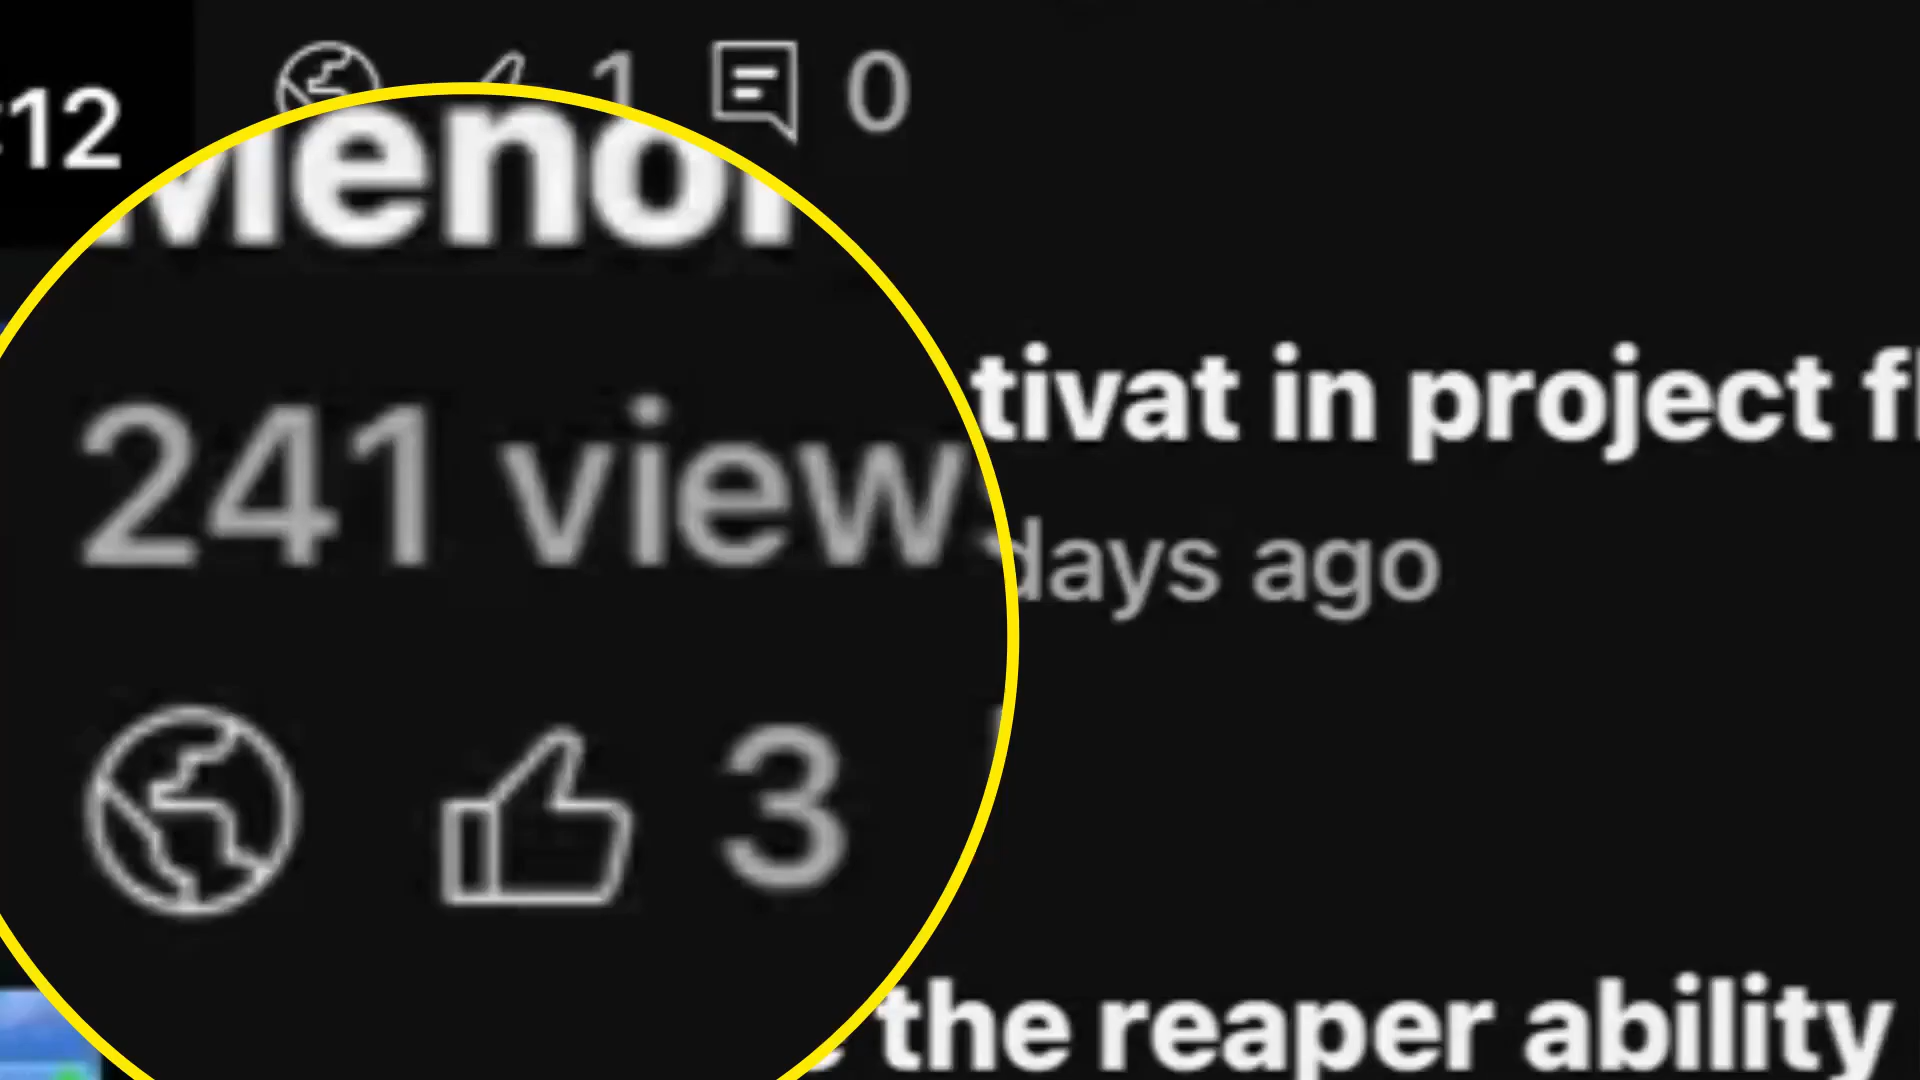 :12
1 0
Menor
tivat in project
241 views
days ago
3
the reaper ability